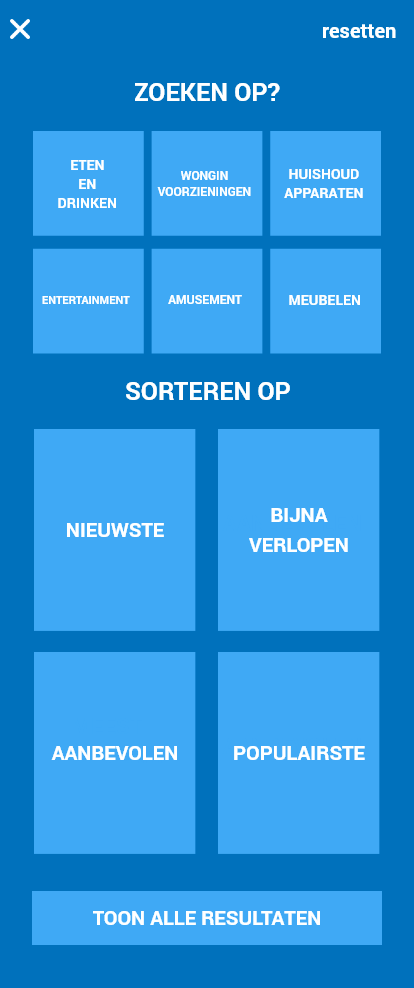 resetten
ZOEKEN OP?
ETEN
EN
DRINKEN
WONGIN
VOORZIENINGEN
HUISHOUD
APPARATEN
ENTERTAINMENT
AMUSEMENT
MEUBELEN
SORTEREN OP
NIEUWSTE
BIJNA
VERLOPEN
AANBEVOLEN
POPULAIRSTE
TOON ALLE RESULTATEN